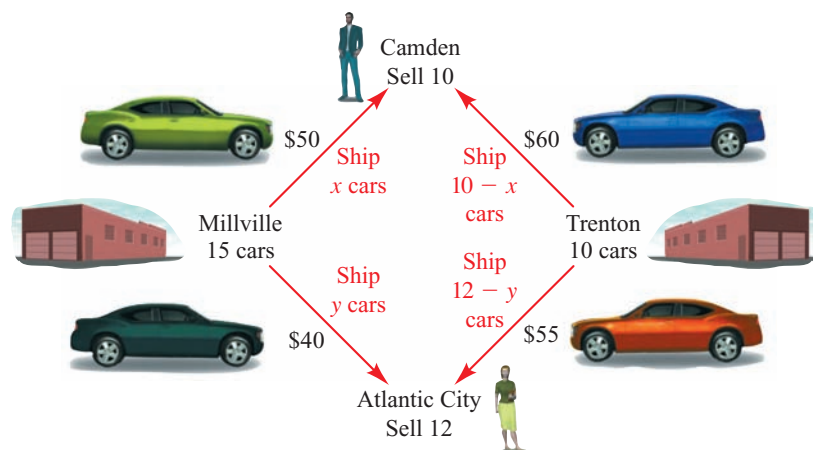 Camden
Sell 10
$50
$60
Ship
x cars
Ship
10 − x
cars
Millville
15 cars
Trenton
10 cars
Ship
y cars
Ship
12 − y
cars
$40
$55
Atlantic City
Sell 12